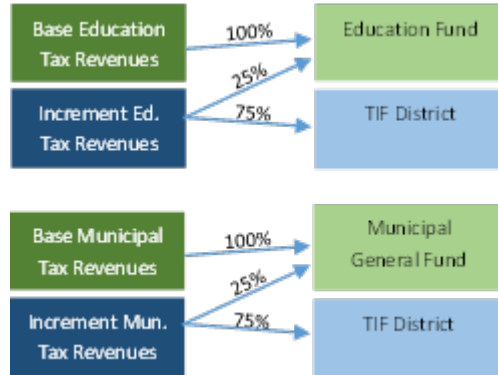 Base Education
Tax Revenues
100%
Education Fund
25%
Increment Ed.
Tax Revenues
75%
TIF District
Base Municipal
Tax Revenues
100%
Municipal
General Fund
25%
Increment Mun.
Tax Revenues
75%
TIF District